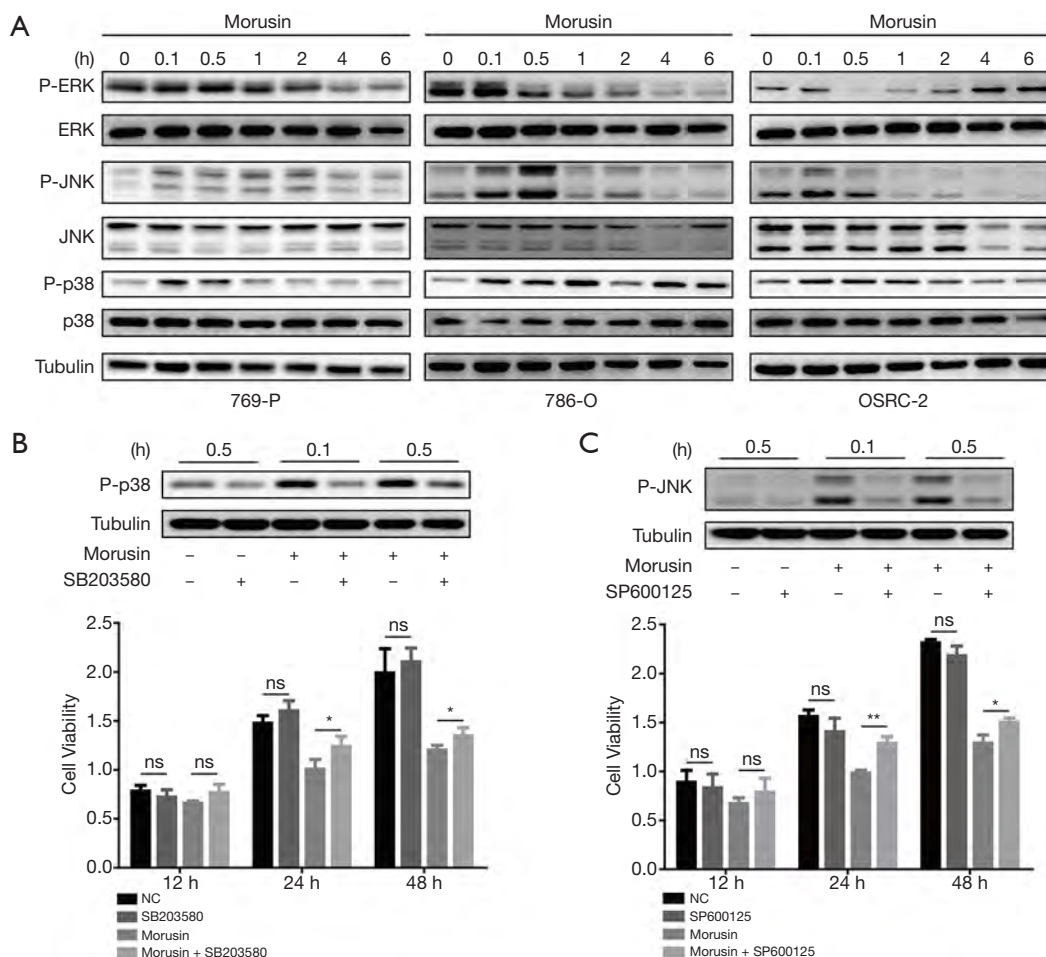 A
Morusin Morusin Morusin
(h) 0 0.1 0.5 1 2 4 6 0 0.1 0.5 1 2 4 6 0 0.1 0.5 1 2 4 6
P-ERK
ERK
P-JNK
JNK
P-p38
p38
Tubulin
769-P 786-O OSRC-2
B
(h) 0.5 0.1 0.5
P-p38
Tubulin
Morusin – – + + + +
SB203580 – + – + – +
2.5
2.0
1.5
1.0
0.5
0.0
Cell Viability
ns ns
ns *
ns *
12 h 24 h 48 h
NC
SB203580
Morusin
Morusin + SB203580
C
(h) 0.5 0.1 0.5
P-JNK
Tubulin
Morusin – – + + + +
SP600125 – + – + – +
2.5
2.0
1.5
1.0
0.5
0.0
Cell Viability
ns ns
ns **
ns *
12 h 24 h 48 h
NC
SP600125
Morusin
Morusin + SP600125